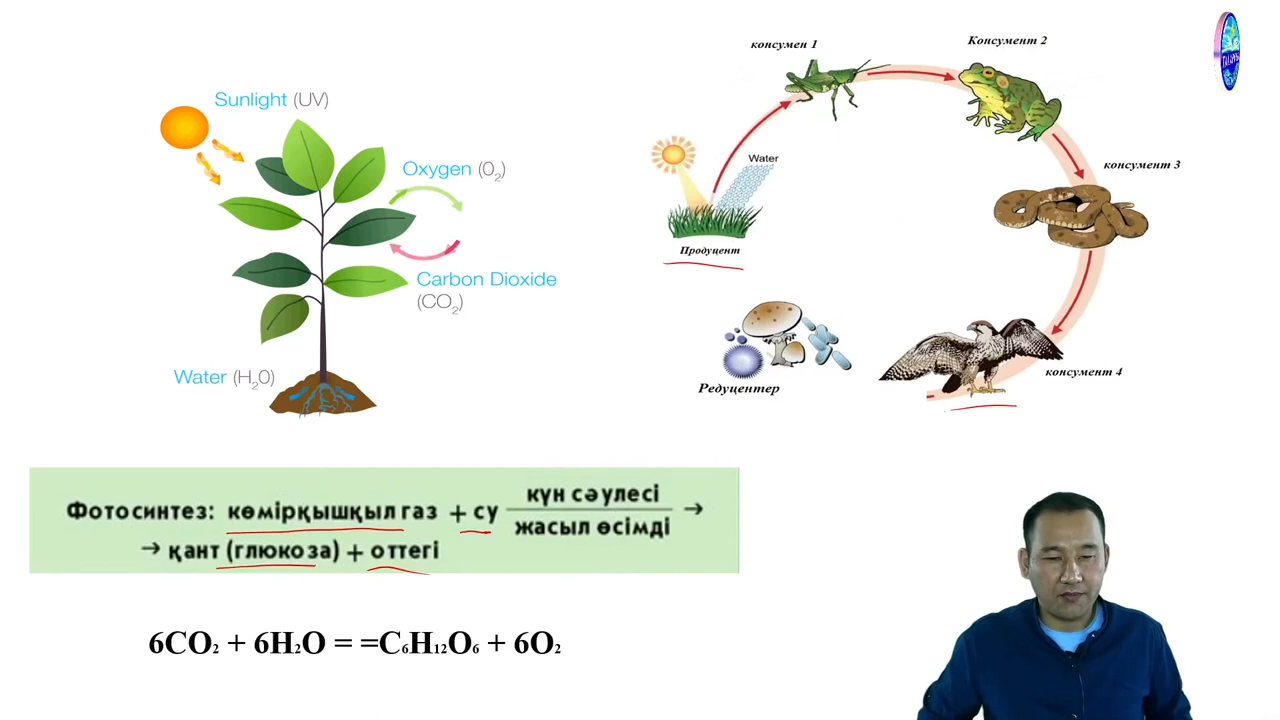 Sunlight (UV)
Oxygen (O₂)
Carbon Dioxide
(CO₂)
Water (H₂O)
консумен 1
Консумент 2
консумент 3
консумент 4
Water
Продуцент
Редуцентер
Фотосинтез: көмірқышқыл газ + су күн сәулесі →
жасыл өсімді
→ қант (глюкоза) + оттегі
6CO₂ + 6H₂O = =C₆H₁₂O₆ + 6O₂